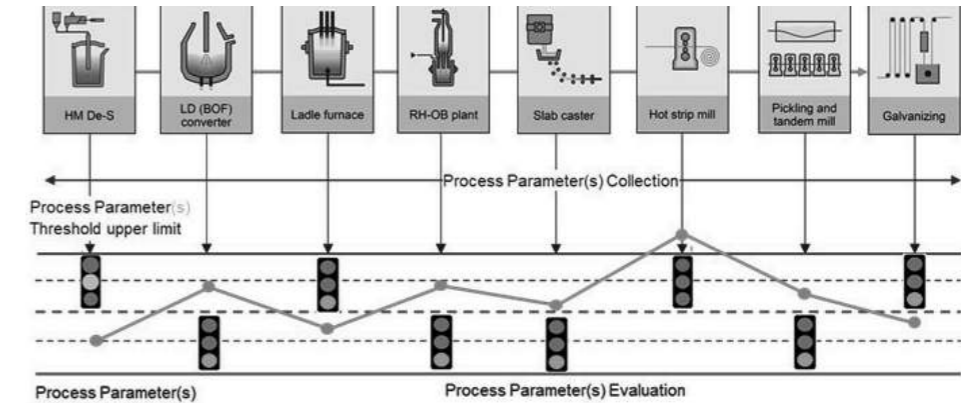 HM De-S
LD (BOF)
converter
Ladle furnace
RH-OB plant
Slab caster
Hot strip mill
Pickling and
tandem mill
Galvanizing
Process Parameter(s) Collection
Process Parameter(s)
Threshold upper limit
Process Parameter(s)
Process Parameter(s) Evaluation